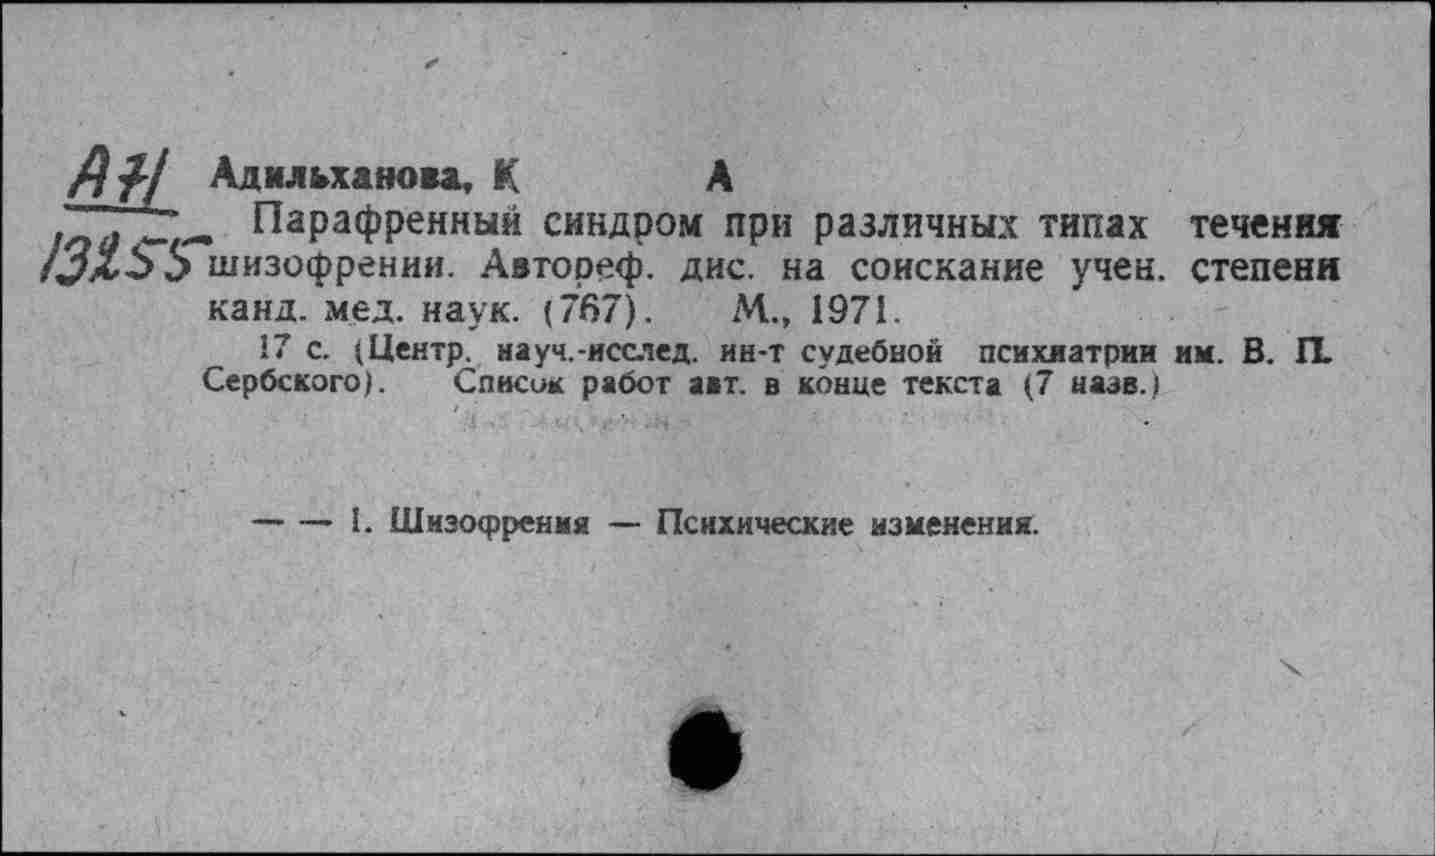 А71 Адильханова, К А
Парафренный синдром при различных типах течения
13255 шизофрении. Автореф. дис. на соискание учен. степени
канд. мед. наук. (767). М., 1971.
17 с. (Центр. науч.-исслед. ин-т судебной психиатрии им. В. П.
Сербского). Список работ авт. в конце текста (7 назв.)
— — 1. Шизофрения — Психические изменения.